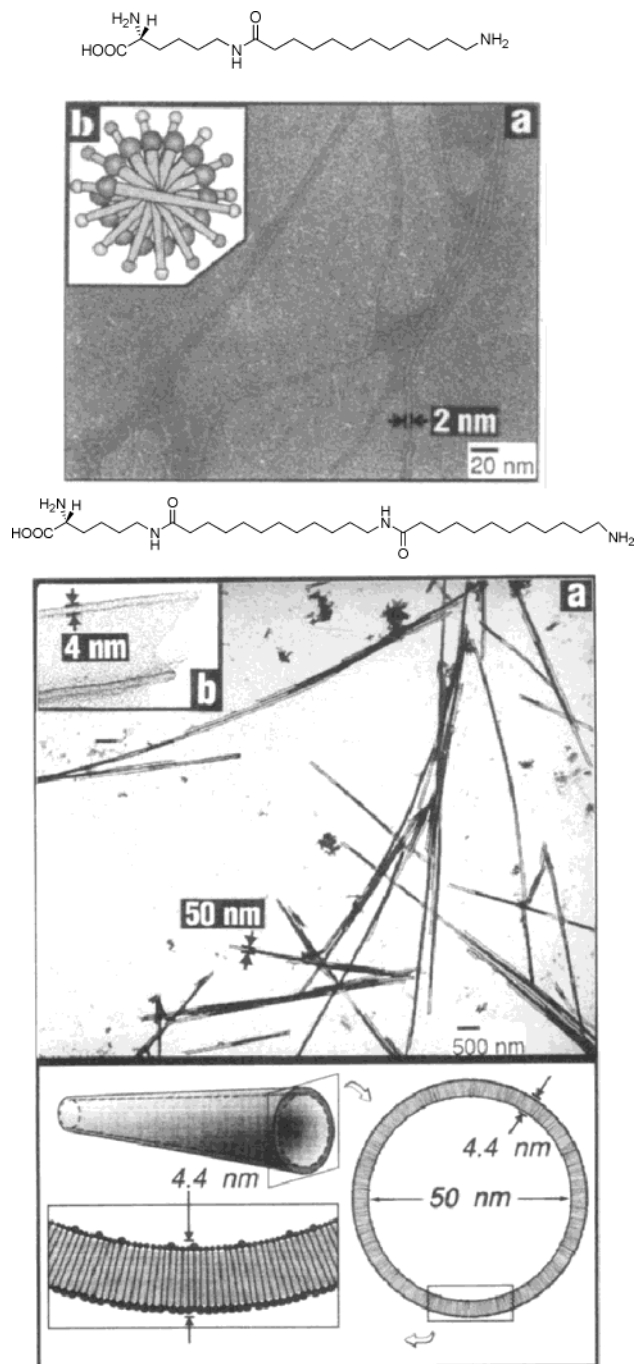 H₂N H O
HOOC N H NH₂
b a
2 nm
20 nm
H₂N H O H N
HOOC N H O NH₂
a
4 nm
b
50 nm
500 nm
4.4 nm
4.4 nm
50 nm